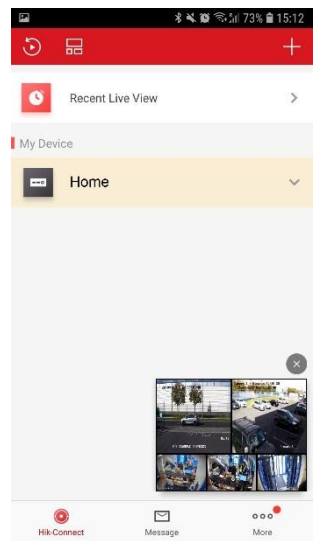 73% 15:12
Recent Live View
My Device
Home
Hik-Connect
Message
More